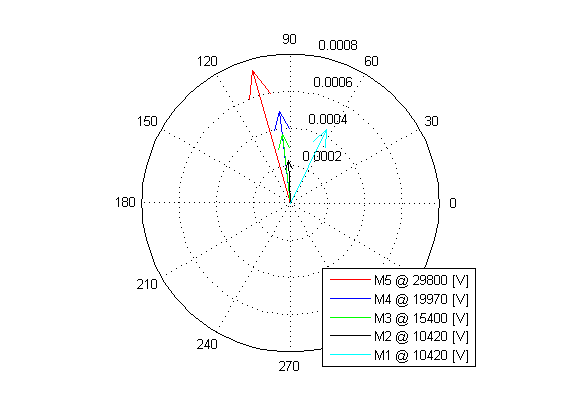 90
0.0008
120
60
0.0006
150
0.0004
30
0.0002
180
0
210
M5 @ 29800 [V]
M4 @ 19970 [V]
M3 @ 15400 [V]
M2 @ 10420 [V]
M1 @ 10420 [V]
240
270